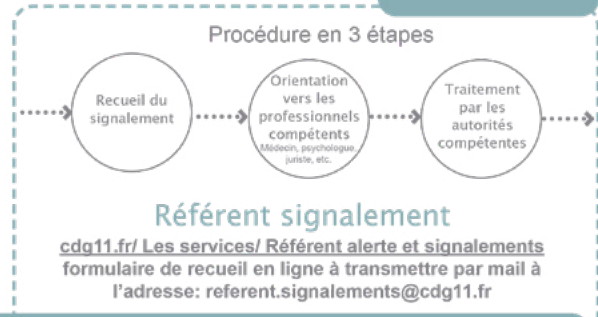 Procédure en 3 étapes
Recueil du
signalement
Orientation
vers les
professionnels
compétents
Médecin, psychologue,
juriste, etc.
Traitement
par les
autorités
compétentes
Référent signalement
cdg11.fr/ Les services/ Référent alerte et signalements
formulaire de recueil en ligne à transmettre par mail à
l'adresse: referent.signalements@cdg11.fr